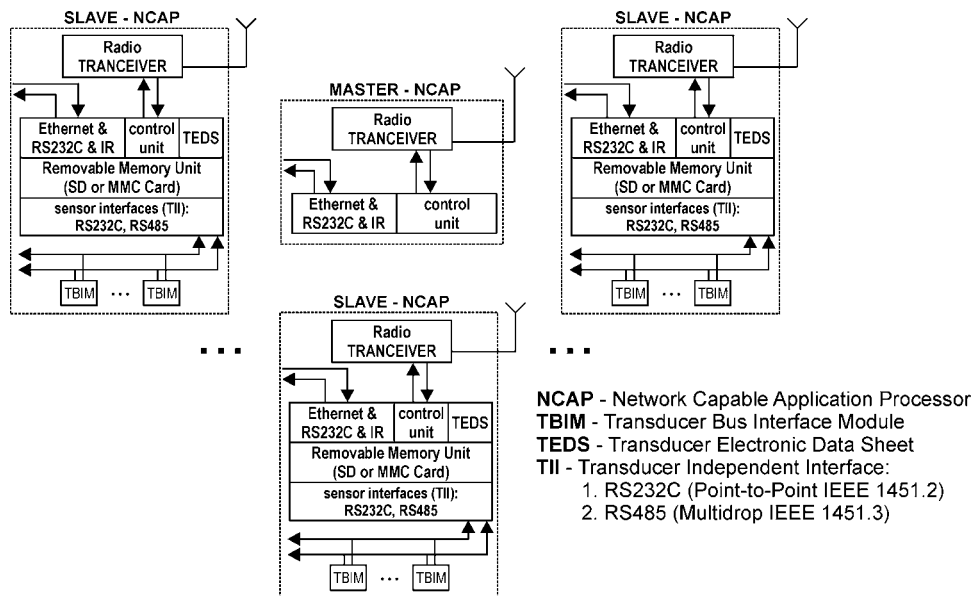 SLAVE - NCAP
Radio
TRANCEIVER
Ethernet &
RS232C & IR
control
unit
TEDS
Removable Memory Unit
(SD or MMC Card)
sensor interfaces (TII):
RS232C, RS485
TBIM ... TBIM
MASTER - NCAP
Radio
TRANCEIVER
Ethernet &
RS232C & IR
control
unit
SLAVE - NCAP
Radio
TRANCEIVER
Ethernet &
RS232C & IR
control
unit
TEDS
Removable Memory Unit
(SD or MMC Card)
sensor interfaces (TII):
RS232C, RS485
TBIM ... TBIM
...
SLAVE - NCAP
Radio
TRANCEIVER
Ethernet &
RS232C & IR
control
unit
TEDS
Removable Memory Unit
(SD or MMC Card)
sensor interfaces (TII):
RS232C, RS485
TBIM ... TBIM
...
NCAP - Network Capable Application Processor
TBIM - Transducer Bus Interface Module
TEDS - Transducer Electronic Data Sheet
TII - Transducer Independent Interface:
1. RS232C (Point-to-Point IEEE 1451.2)
2. RS485 (Multidrop IEEE 1451.3)